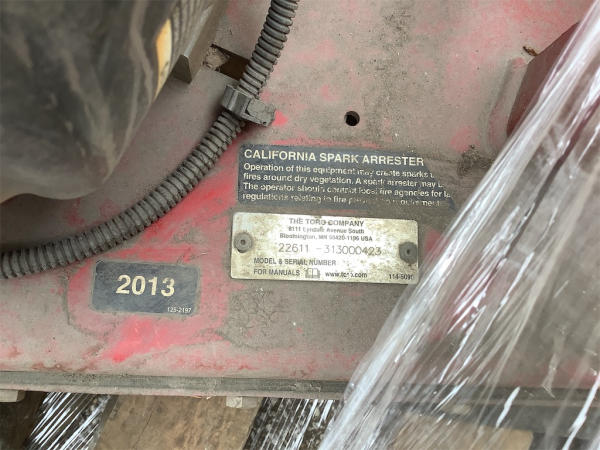 CALIFORNIA SPARK ARRESTER
Operation of this equipment may create sparks
fires around dry vegetation. A spark arrester may
The operator should contact local fire agencies for
regulations relating to fire
THE TORO COMPANY
8111 Lyndale Avenue South
Bloomington, MN 55420-1196 USA
22611 -313000423
MODEL & SERIAL NUMBER
FOR MANUALS www.toro.com
2013
125-2197